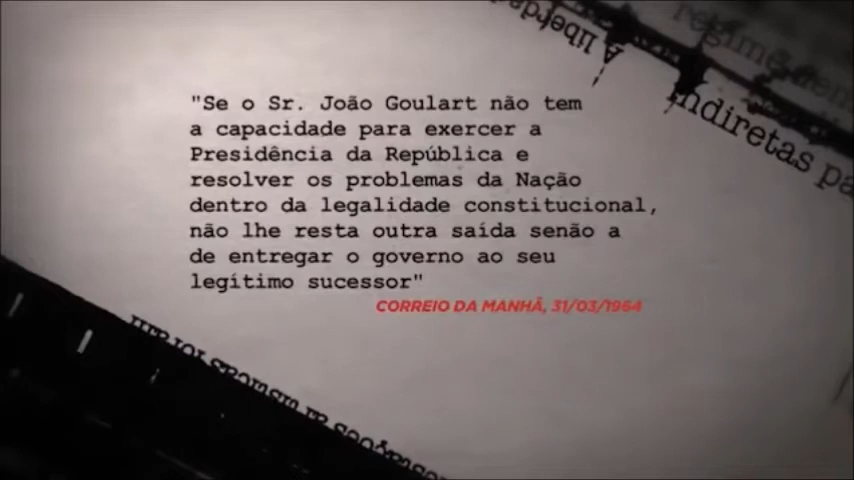 "Se o Sr. João Goulart não tem
a capacidade para exercer a
Presidência da República e
resolver os problemas da Nação
dentro da legalidade constitucional,
não lhe resta outra saída senão a
de entregar o governo ao seu
legítimo sucessor"
CORREIO DA MANHÃ, 31/03/1964
A liberda
regime
indiretas pa